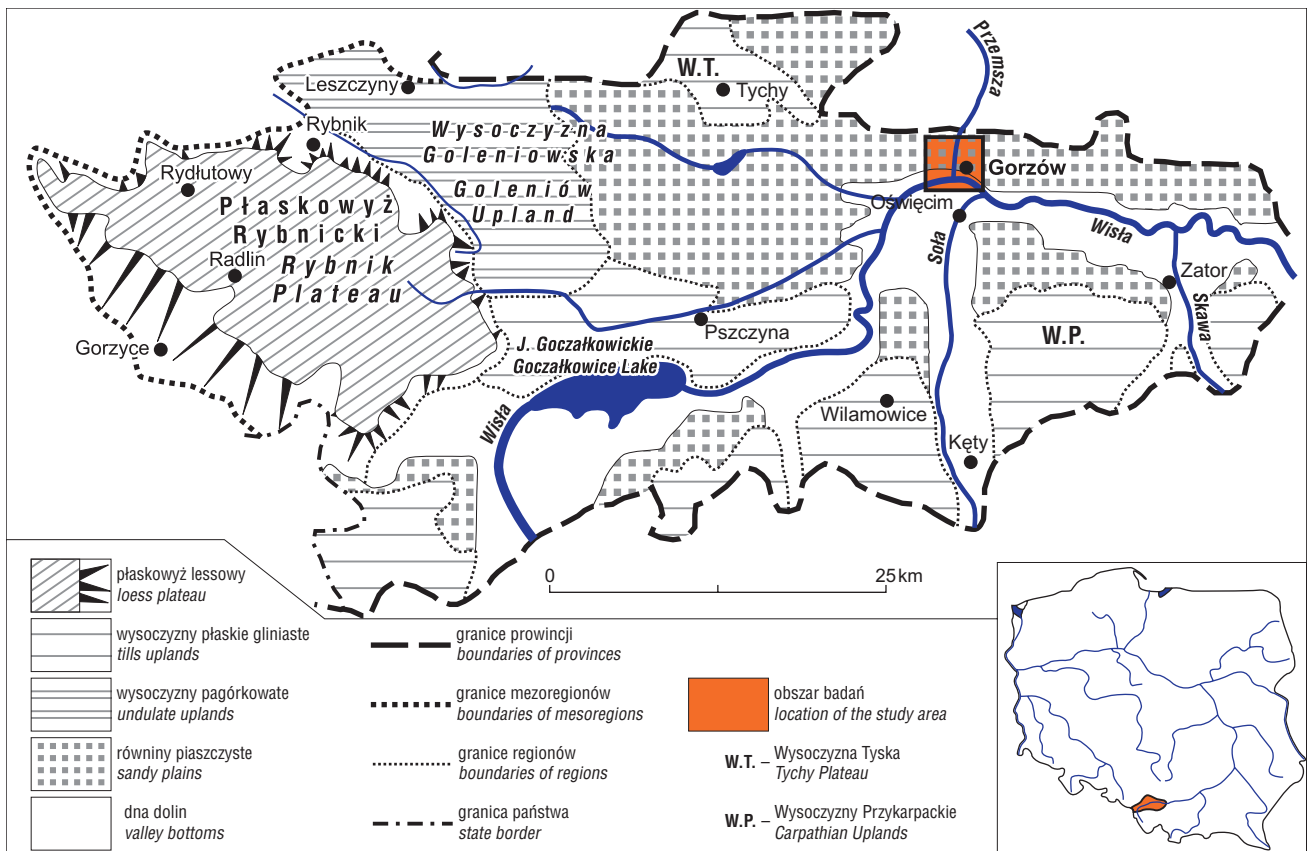 Przemsza
W.T.
Leszczyny
Tychy
Rybnik
Wysoczyzna
Goleniowska
Gorzów
Rydłutowy
Goleniów
Upland
Płaskowyż
Rybnicki
Oświęcim
Wisła
Soła
Radlin
Rybnik
Plateau
Zator
Skawa
Pszczyna
W.P.
Gorzyce
J. Goczałkowickie
Goczałkowice Lake
Wisła
Wilamowice
Kęty
0
25 km
płaskowyż lessowy
loess plateau
wysoczyzny płaskie gliniaste
tills uplands
wysoczyzny pagórkowate
undulate uplands
równiny piaszczyste
sandy plains
dna dolin
valley bottoms
granice prowincji
boundaries of provinces
granice mezoregionów
boundaries of mesoregions
granice regionów
boundaries of regions
granica państwa
state border
obszar badań
location of the study area
W.T. – Wysoczyzna Tyska
Tychy Plateau
W.P. – Wysoczyzny Przykarpackie
Carpathian Uplands